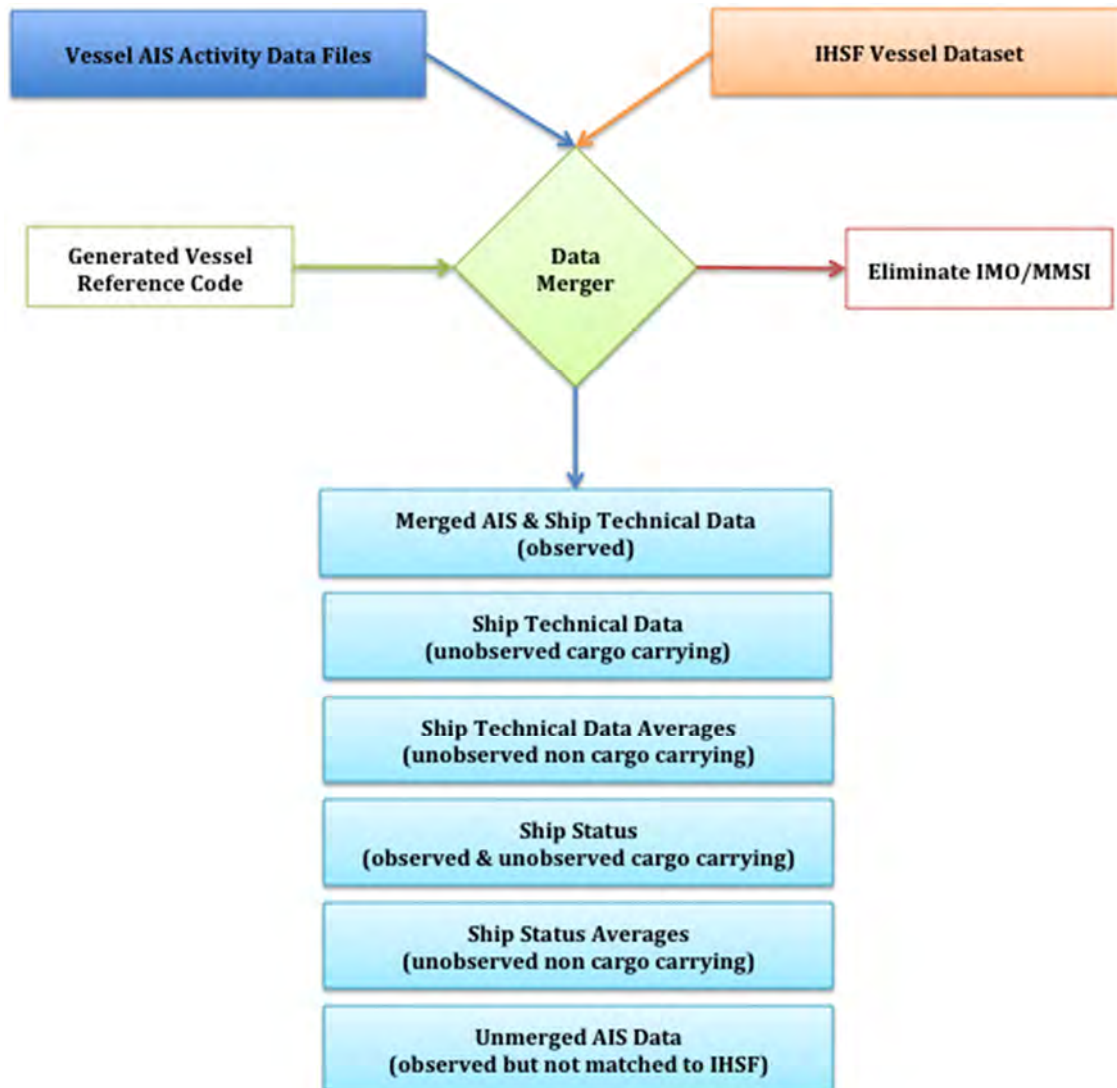 Vessel AIS Activity Data Files
IHSF Vessel Dataset
Generated Vessel
Reference Code
Data
Merger
Eliminate IMO/MMSI
Merged AIS & Ship Technical Data
(observed)
Ship Technical Data
(unobserved cargo carrying)
Ship Technical Data Averages
(unobserved non cargo carrying)
Ship Status
(observed & unobserved cargo carrying)
Ship Status Averages
(unobserved non cargo carrying)
Unmerged AIS Data
(observed but not matched to IHSF)